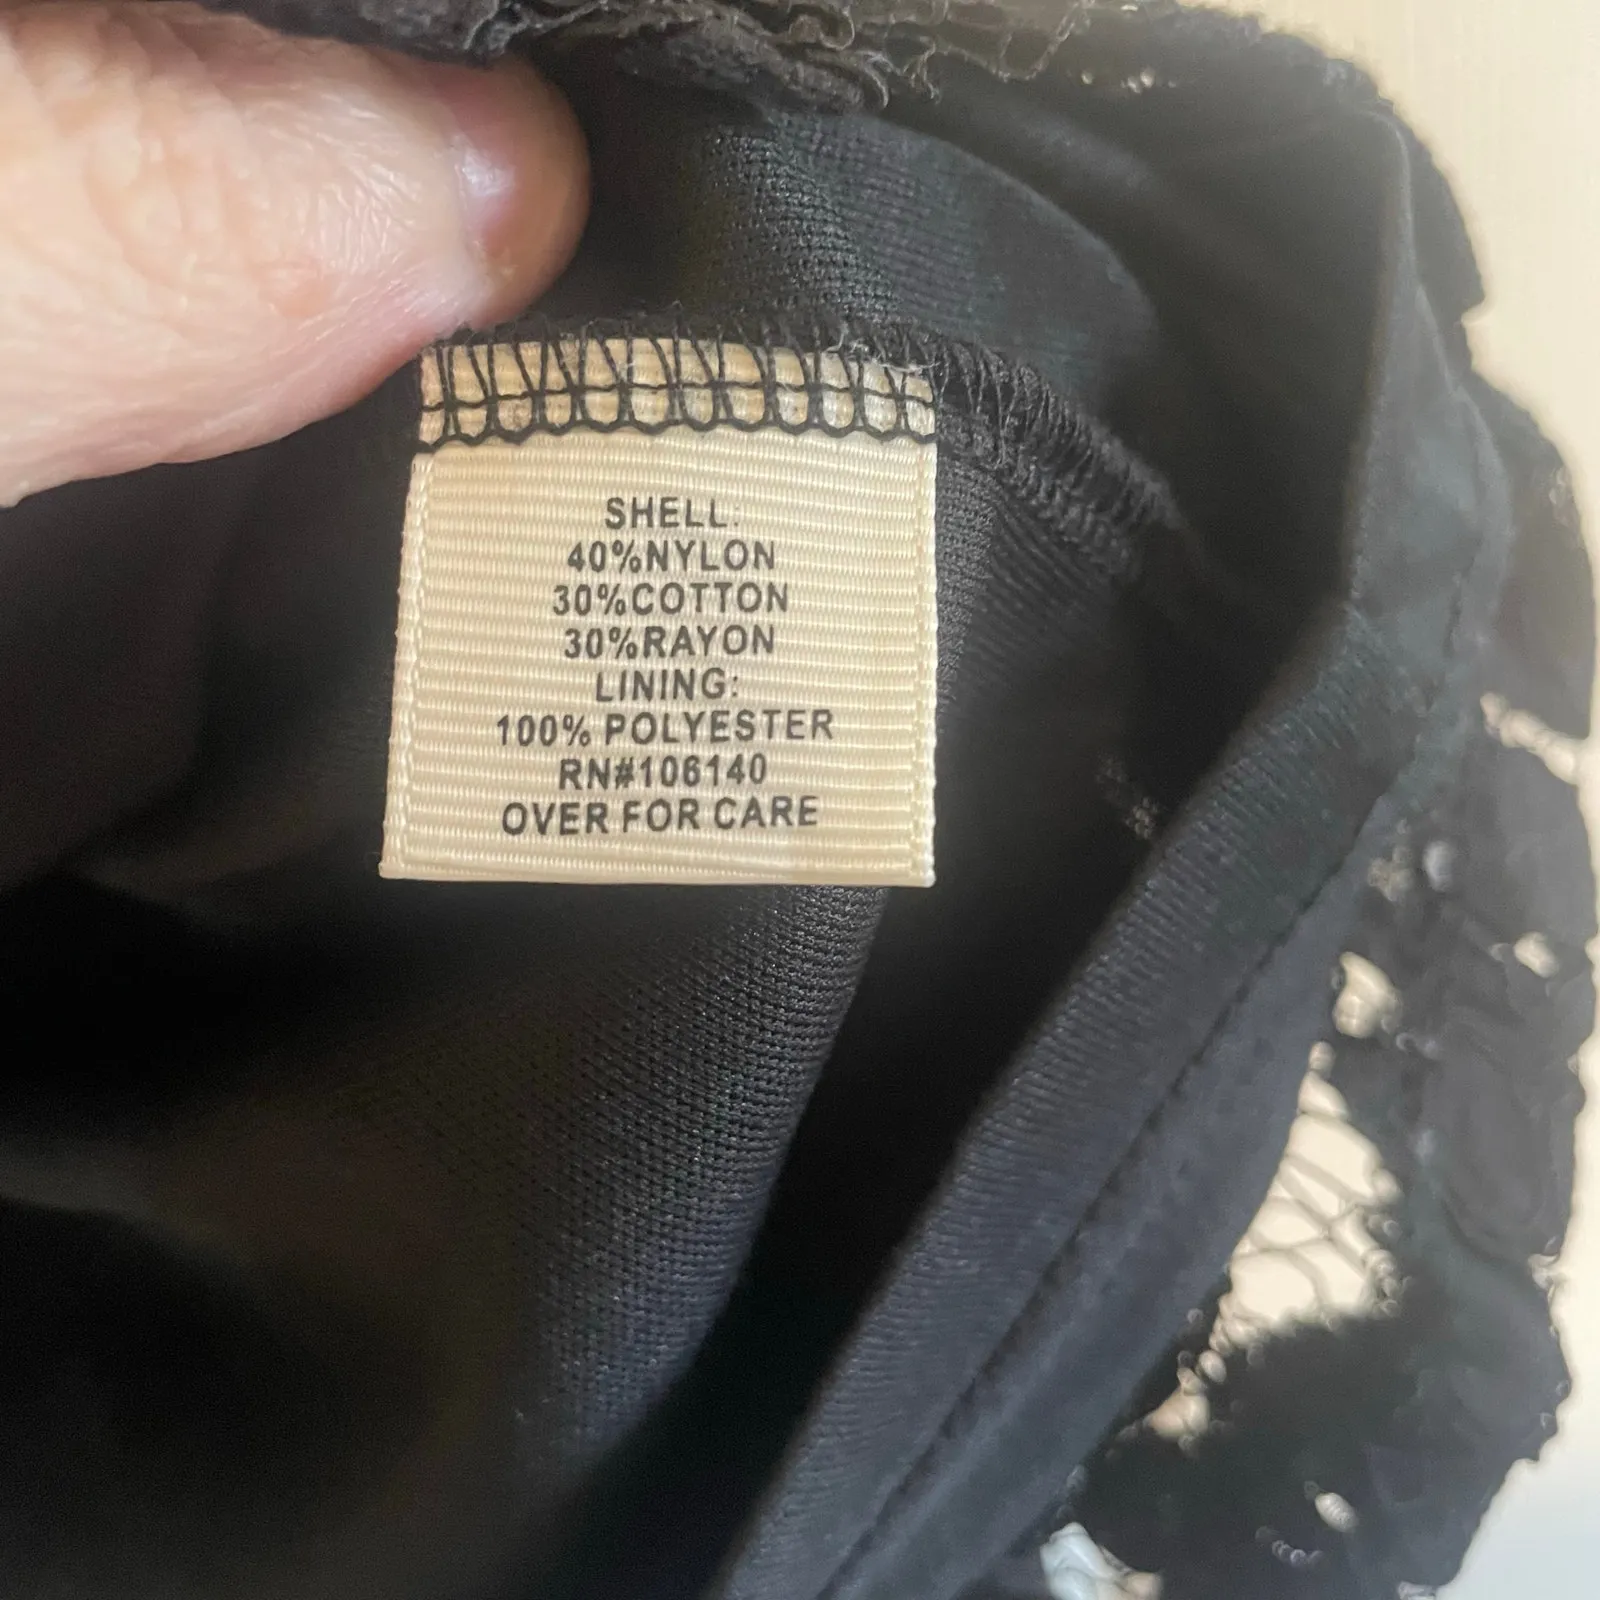 SHELL:
40%NYLON
30%COTTON
30%RAYON
LINING:
100% POLYESTER
RN#106140
OVER FOR CARE